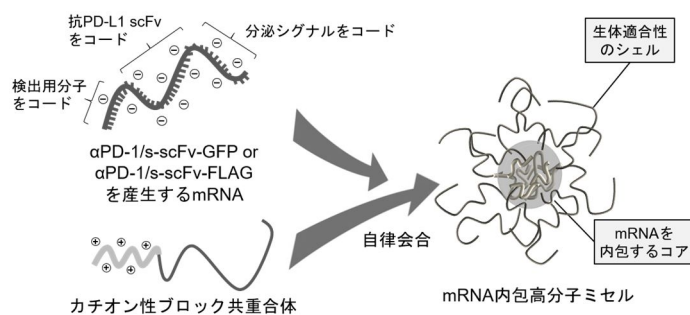 抗PD-L1 scFv
をコード
分泌シグナルをコード
検出用分子
をコード
αPD-1/s-scFv-GFP or
αPD-1/s-scFv-FLAG
を産生するmRNA
カチオン性ブロック共重合体
自律会合
生体適合性
のシェル
mRNAを
内包するコア
mRNA内包高分子ミセル